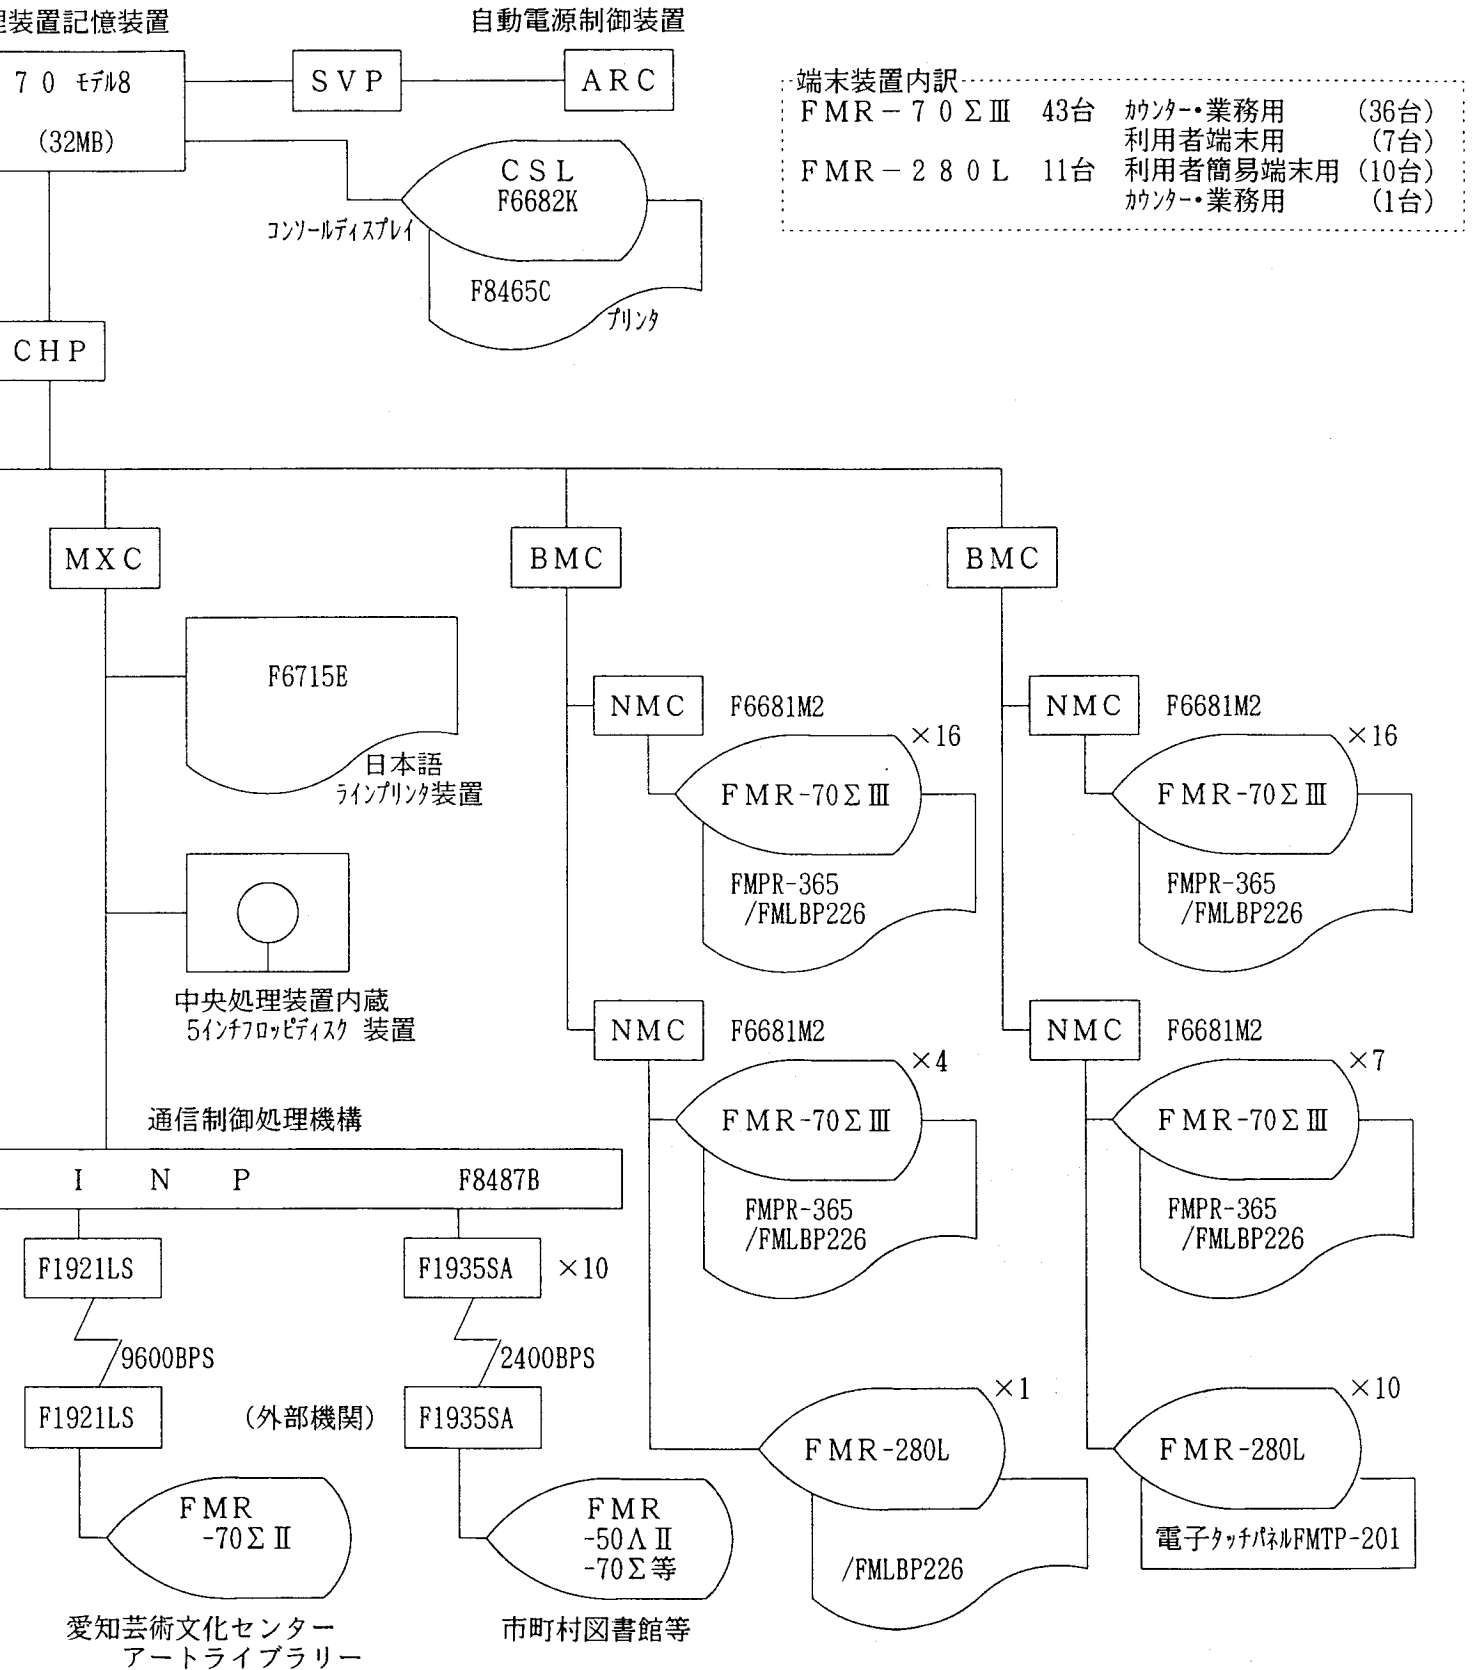 理装置記憶装置
自動電源制御装置
70 モデル8
(32MB)
SVP
ARC
端末装置内訳
FMR-70ΣⅢ 43台 カウンター・業務用 (36台)
利用者端末用 (7台)
FMR-280L 11台 利用者簡易端末用 (10台)
カウンター・業務用 (1台)
CSL
F6682K
コンソールディスプレイ
F8465C
プリンタ
CHP
MXC
BMC
BMC
F6715E
日本語
ラインプリンタ装置
中央処理装置内蔵
5インチフロッピディスク 装置
NMC F6681M2
×16
FMR-70ΣⅢ
FMPR-365
/FMLBP226
NMC F6681M2
×16
FMR-70ΣⅢ
FMPR-365
/FMLBP226
NMC F6681M2
×4
FMR-70ΣⅢ
FMPR-365
/FMLBP226
NMC F6681M2
×7
FMR-70ΣⅢ
FMPR-365
/FMLBP226
通信制御処理機構
INP F8487B
F1921LS
F1935SA ×10
9600BPS
2400BPS
F1921LS
(外部機関)
F1935SA
FMR
-70ΣⅡ
FMR
-50ΛⅡ
-70Σ等
×1
FMR-280L
/FMLBP226
×10
FMR-280L
電子タッチパネルFMTP-201
愛知芸術文化センター
アートライブラリー
市町村図書館等